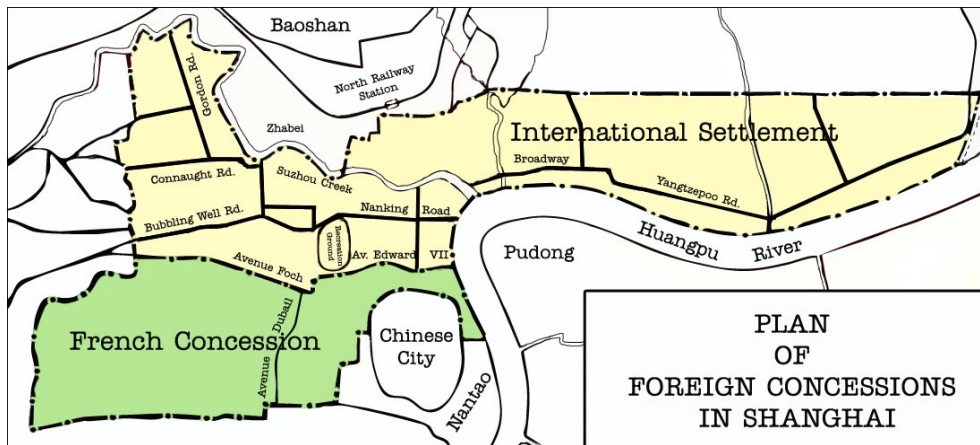 Baoshan
North Railway
Station
Gordon Rd.
Zhabei
International Settlement
Broadway
Connaught Rd.
Suzhou Creek
Yangtzepoo Rd.
Bubbling Well Rd.
Nanking Road
Recreation
Ground
Av. Edward VII
Huangpu River
Pudong
Avenue Foch
French Concession
Avenue Dubail
Chinese
City
Nantao
PLAN
OF
FOREIGN CONCESSIONS
IN SHANGHAI